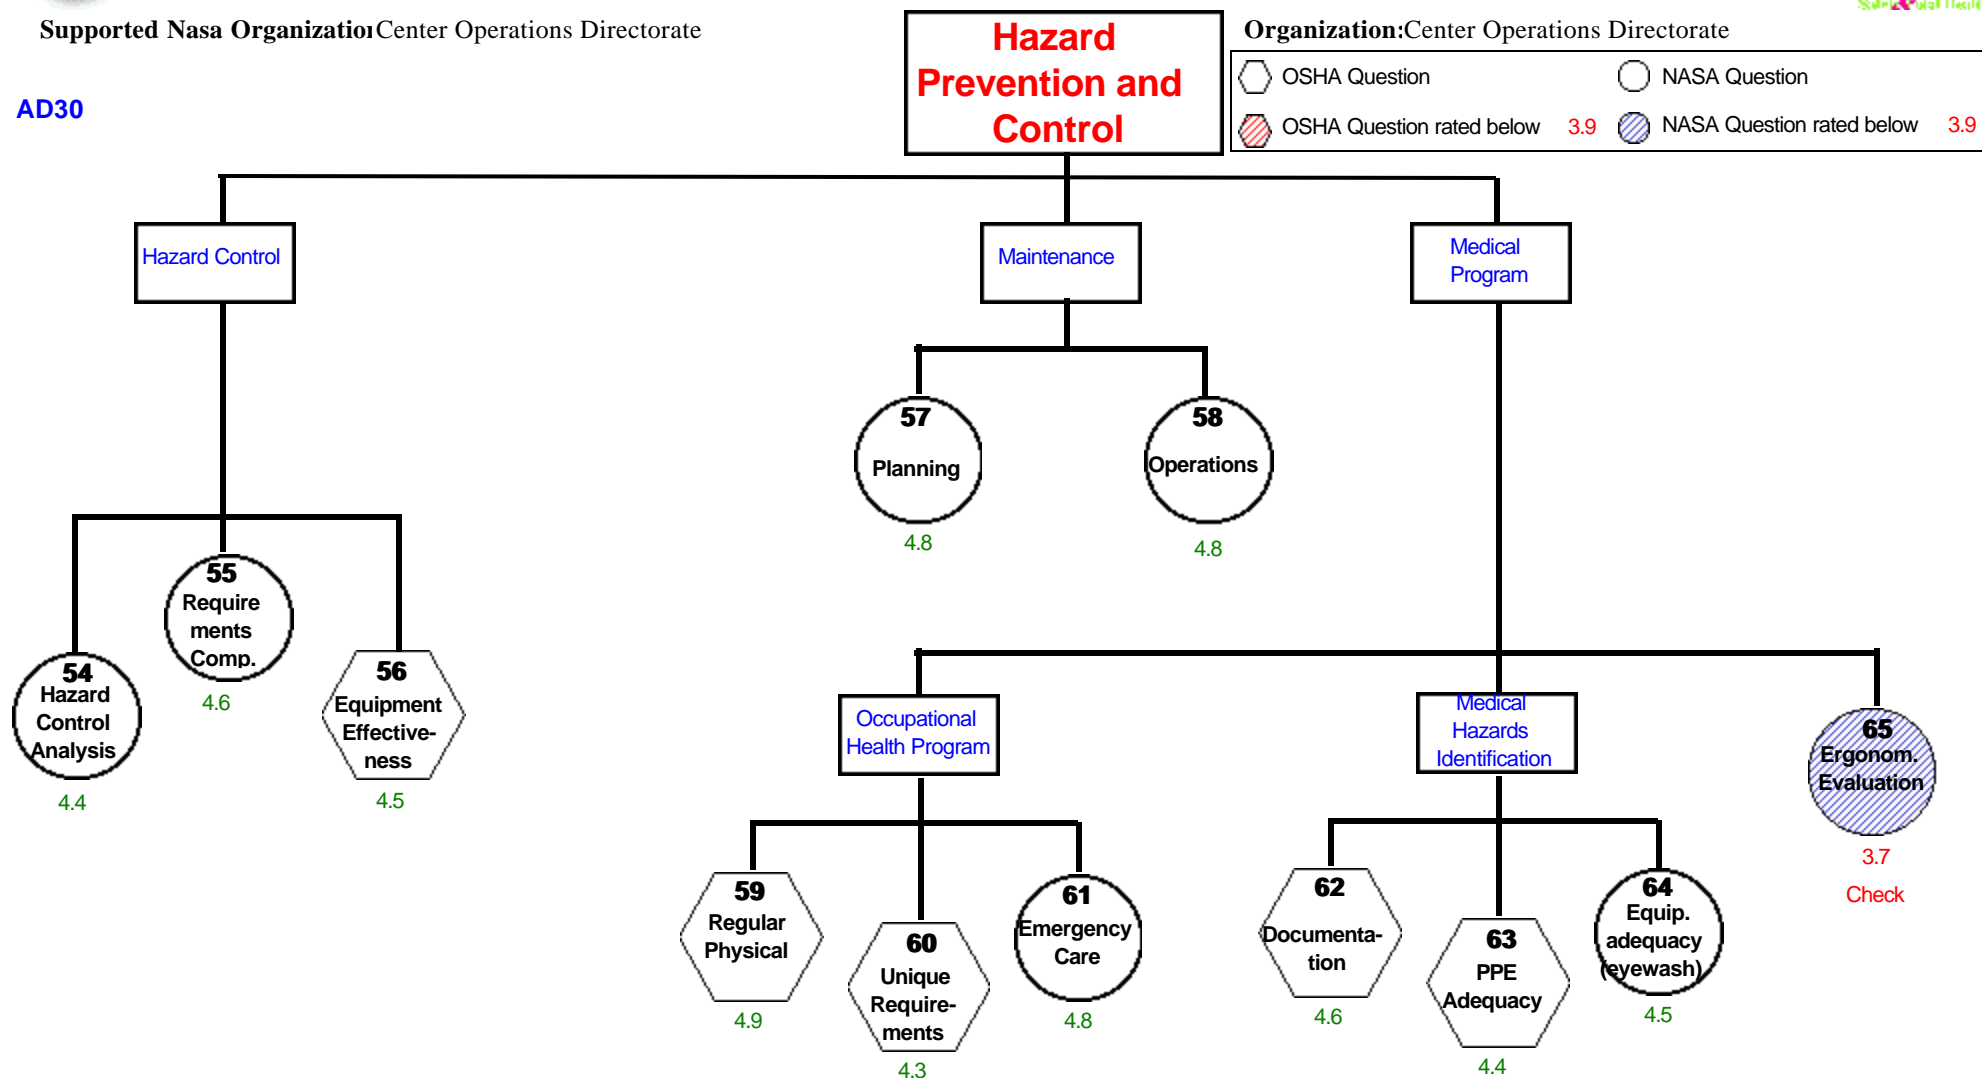 Supported Nasa Organization Center Operations Directorate
AD30
Hazard
Prevention and
Control
Organization: Center Operations Directorate
OSHA Question
NASA Question
OSHA Question rated below 3.9
NASA Question rated below 3.9
Hazard Control
Maintenance
Medical
Program
57
Planning
4.8
58
Operations
4.8
54
Hazard
Control
Analysis
4.4
55
Require
ments
Comp.
4.6
56
Equipment
Effective-
ness
4.5
Occupational
Health Program
Medical
Hazards
Identification
65
Ergonom.
Evaluation
3.7
Check
59
Regular
Physical
4.9
60
Unique
Require-
ments
4.3
61
Emergency
Care
4.8
62
Documenta-
tion
4.6
63
PPE
Adequacy
4.4
64
Equip.
adequacy
(eyewash)
4.5